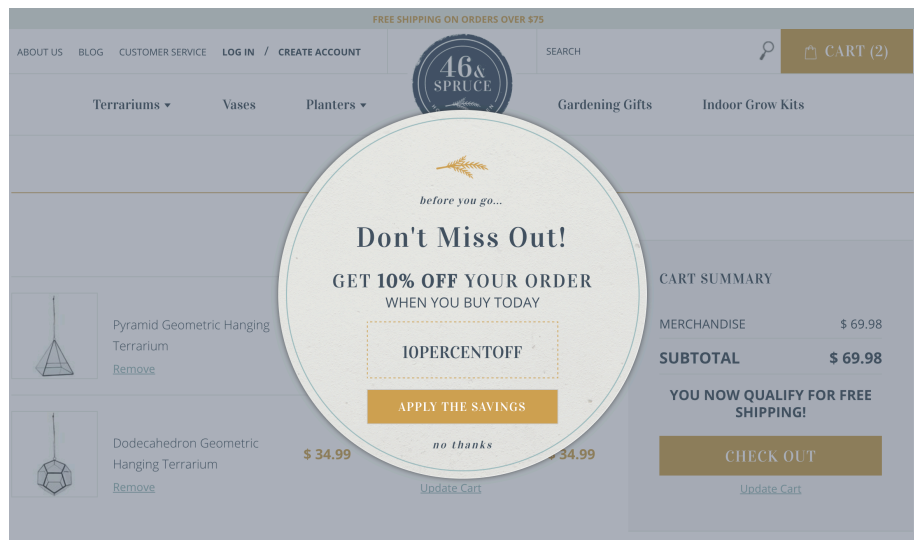 FREE SHIPPING ON ORDERS OVER $75
ABOUT US BLOG CUSTOMER SERVICE LOG IN / CREATE ACCOUNT
SEARCH
CART (2)
46&
SPRUCE
Terrariums Vases Planters Gardening Gifts Indoor Grow Kits
before you go...
Don't Miss Out!
GET 10% OFF YOUR ORDER
WHEN YOU BUY TODAY
10PERCENTOFF
APPLY THE SAVINGS
no thanks
Pyramid Geometric Hanging
Terrarium
Remove
Dodecahedron Geometric
Hanging Terrarium
Remove
$ 34.99
$ 34.99
Update Cart
CART SUMMARY
MERCHANDISE $ 69.98
SUBTOTAL $ 69.98
YOU NOW QUALIFY FOR FREE
SHIPPING!
CHECK OUT
Update Cart